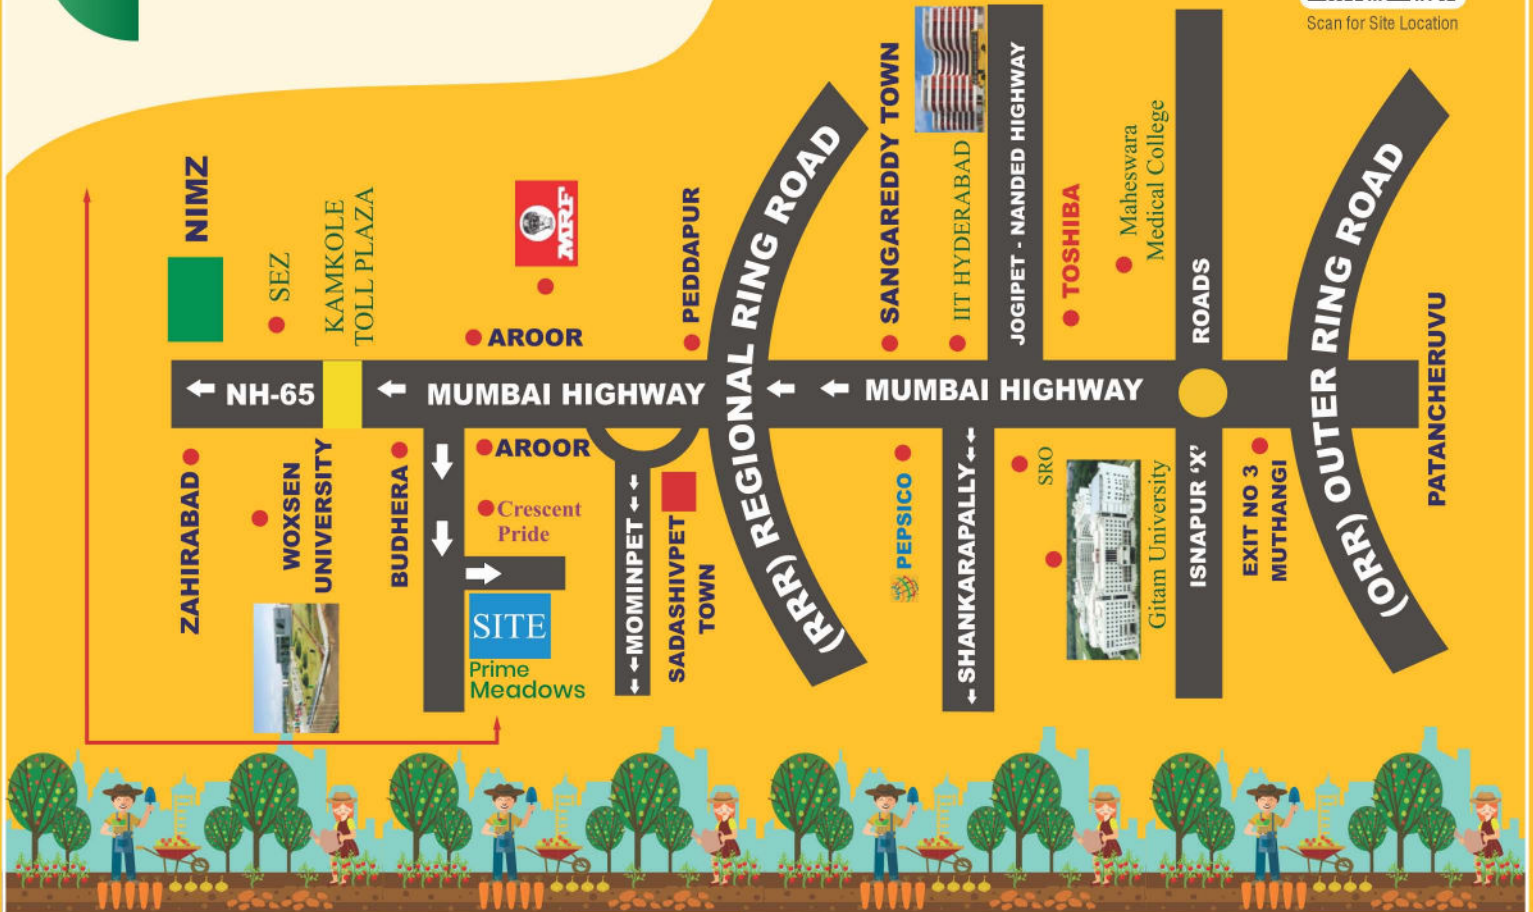 Scan for Site Location
NIMZ
SEZ
KAMKOLE
TOLL PLAZA
MRF
AROOR
PEDDAPUR
SANGAREDDY TOWN
IIT HYDERABAD
JOGIPET - NANDED HIGHWAY
TOSHIBA
Maheswara
Medical College
ROADS
(RRR) REGIONAL RING ROAD
(ORR) OUTER RING ROAD
NH-65
MUMBAI HIGHWAY
MUMBAI HIGHWAY
PATANCHERUVU
ZAHIRABAD
WOXSEN
UNIVERSITY
BUDHERA
AROOR
Crescent
Pride
SITE
Prime
Meadows
MOMINPET
SADASHIVPET
TOWN
PEPSICO
SHANKARAPALLY
SRO
Gitam University
ISNAPUR ‘X’
EXIT NO 3
MUTHANGI